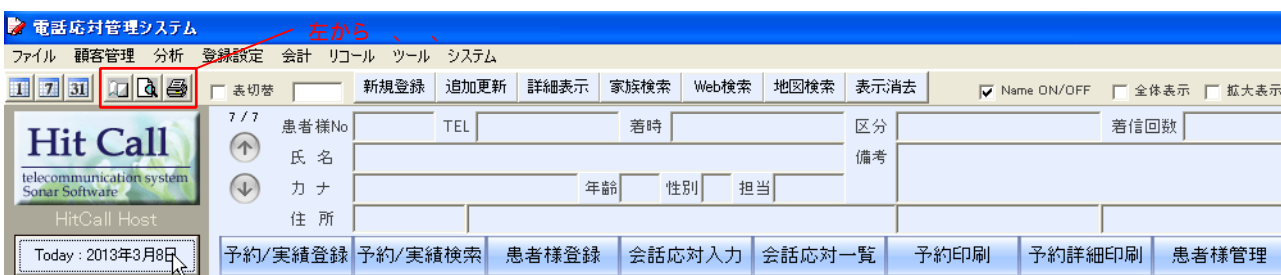 電話応対管理システム
左から 、 、
ファイル 顧客管理 分析 登録設定 会計 リコール ツール システム
1 7 31 表切替 新規登録 追加更新 詳細表示 家族検索 Web検索 地図検索 表示消去 Name ON/OFF 全体表示 拡大表示
7 / 7
患者様No TEL 着時 区分 着信回数
Hit Call
氏 名 備考
telecommunication system
Sonar Software
カ ナ 年齢 性別 担当
HitCall Host
住 所
Today : 2013年3月8日
予約/実績登録 予約/実績検索 患者様登録 会話応対入力 会話応対一覧 予約印刷 予約詳細印刷 患者様管理